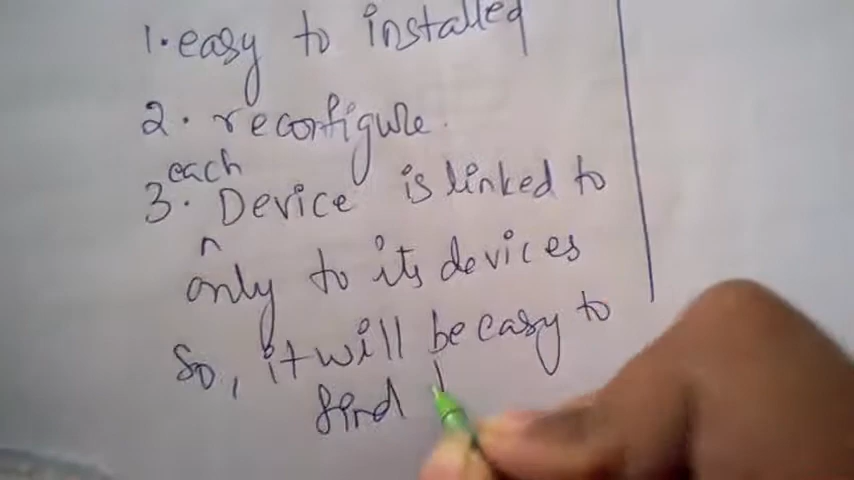 1. easy to installed
2. reconfigure.
each
3. Device is linked to
^
only to its devices
So, it will be easy to
find